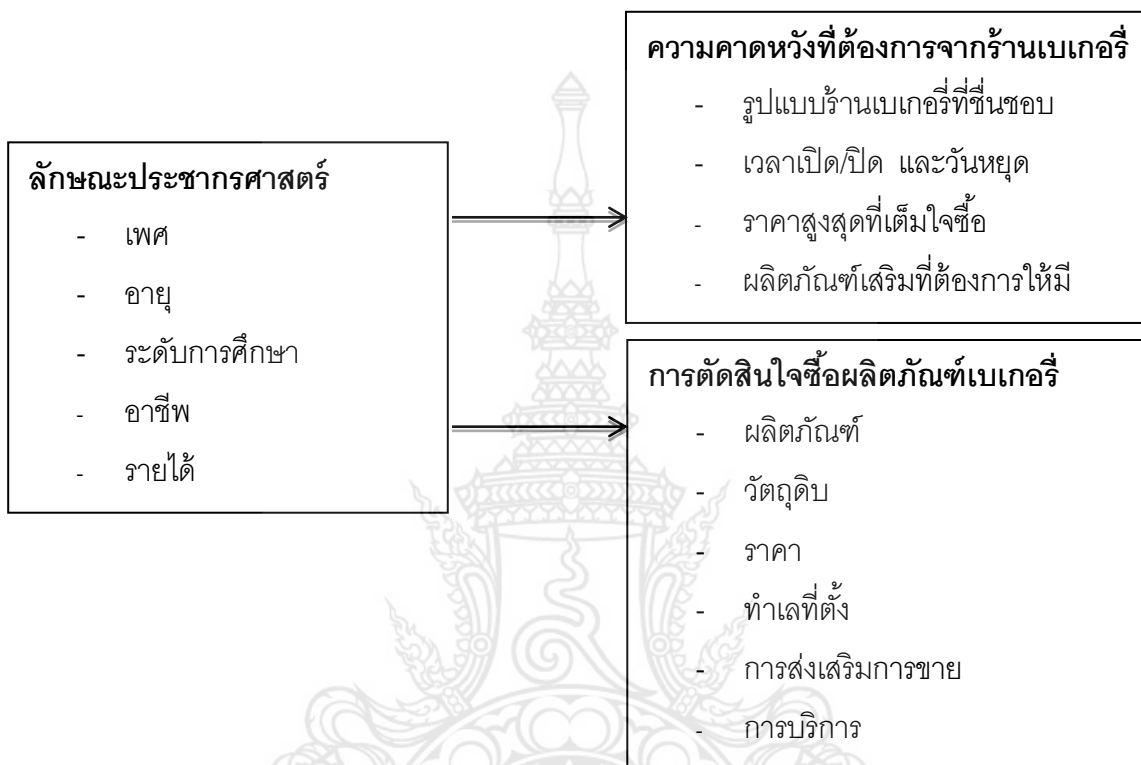 ลักษณะประชากรศาสตร์
- เพศ
- อายุ
- ระดับการศึกษา
- อาชีพ
- รายได้
ความคาดหวังที่ต้องการจากร้านเบเกอรี่
- รูปแบบร้านเบเกอรี่ที่ชื่นชอบ
- เวลาเปิด/ปิด และวันหยุด
- ราคาสูงสุดที่เต็มใจซื้อ
- ผลิตภัณฑ์เสริมที่ต้องการให้มี
การตัดสินใจซื้อผลิตภัณฑ์เบเกอรี่
- ผลิตภัณฑ์
- วัตถุดิบ
- ราคา
- ทำเลที่ตั้ง
- การส่งเสริมการขาย
- การบริการ